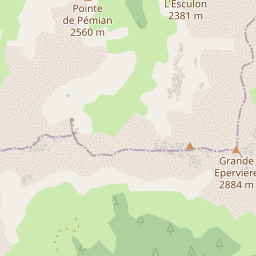 Pointe
de Pémian
2560 m
L'Esculon
2381 m
Grande
Epervière
2884 m